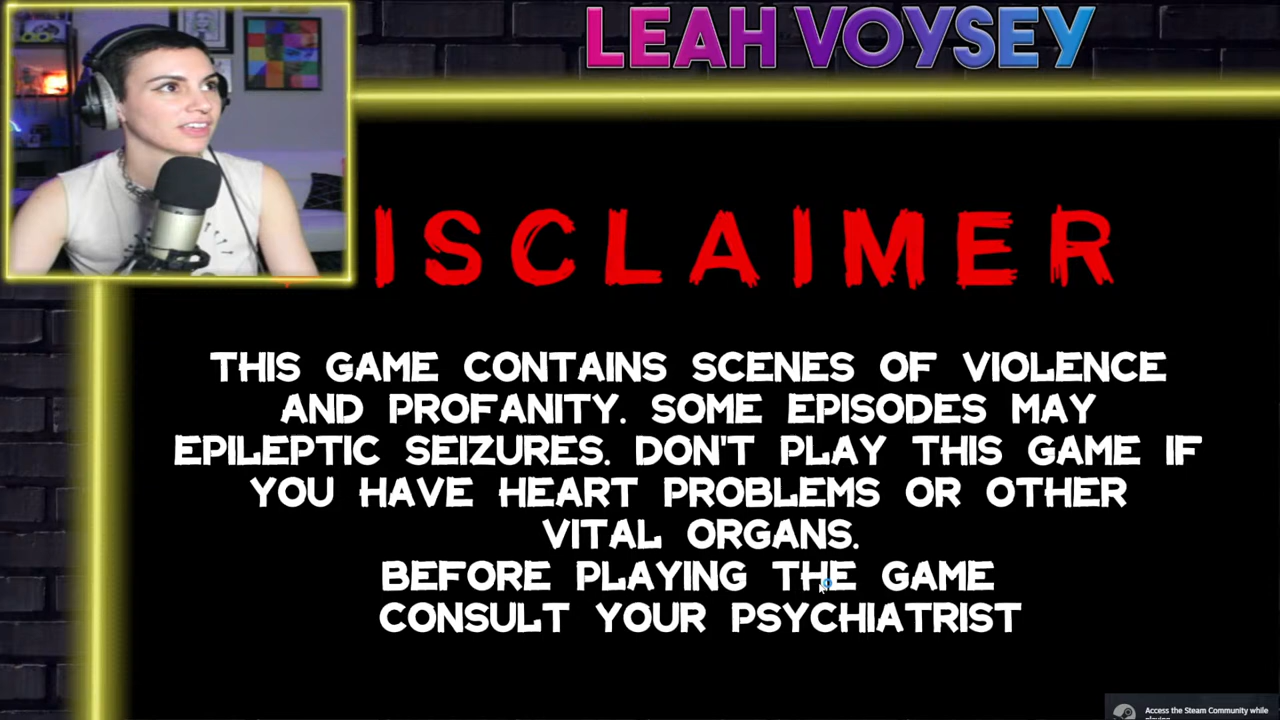 LEAH VOYSEY
ISCLAIMER
THIS GAME CONTAINS SCENES OF VIOLENCE
AND PROFANITY. SOME EPISODES MAY
EPILEPTIC SEIZURES. DON'T PLAY THIS GAME IF
YOU HAVE HEART PROBLEMS OR OTHER
VITAL ORGANS.
BEFORE PLAYING THE GAME
CONSULT YOUR PSYCHIATRIST
Access the Steam Community while